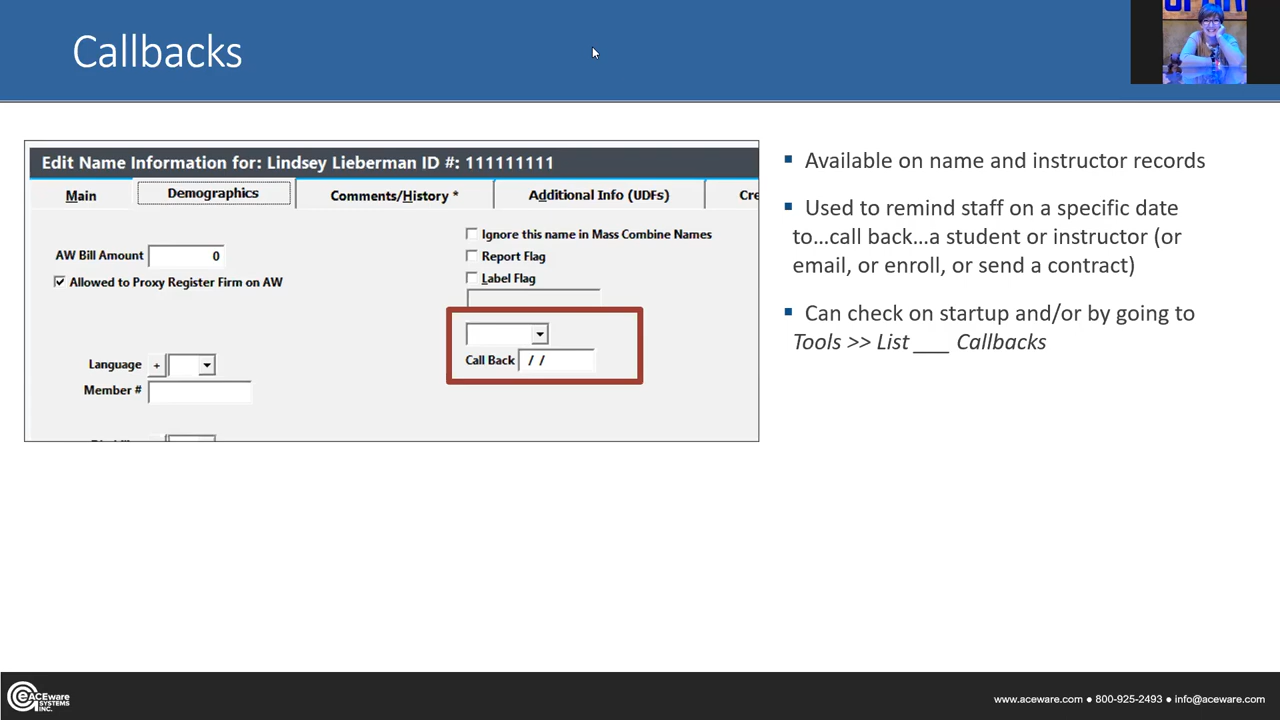 Callbacks
Edit Name Information for: Lindsey Lieberman ID #: 111111111
Main
Demographics
Comments/History *
Additional Info (UDFs)
Cre
Ignore this name in Mass Combine Names
AW Bill Amount 0
Report Flag
Allowed to Proxy Register Firm on AW
Label Flag
Call Back / /
Language +
Member #
▪ Available on name and instructor records
▪ Used to remind staff on a specific date
to…call back…a student or instructor (or
email, or enroll, or send a contract)
▪ Can check on startup and/or by going to
Tools >> List ___ Callbacks
ACEware
SYSTEMS
INC.
www.aceware.com ● 800-925-2493 ● info@aceware.com